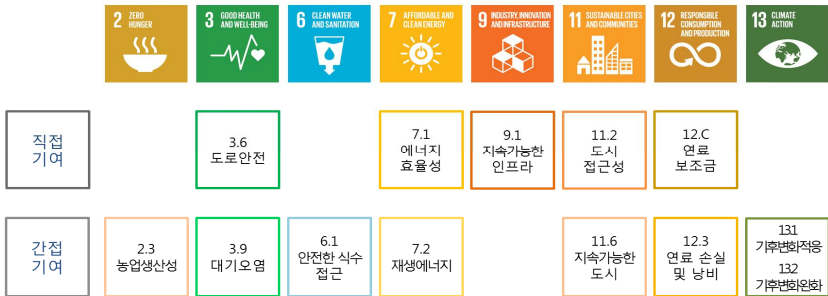 2 ZERO
HUNGER
3 GOOD HEALTH
AND WELL-BEING
6 CLEAN WATER
AND SANITATION
7 AFFORDABLE AND
CLEAN ENERGY
9 INDUSTRY, INNOVATION
AND INFRASTRUCTURE
11 SUSTAINABLE CITIES
AND COMMUNITIES
12 RESPONSIBLE
CONSUMPTION
AND PRODUCTION
13 CLIMATE
ACTION
직접
기여
3.6
도로안전
7.1
에너지
효율성
9.1
지속가능한
인프라
11.2
도시
접근성
12.C
연료
보조금
간접
기여
2.3
농업생산성
3.9
대기오염
6.1
안전한 식수
접근
7.2
재생에너지
11.6
지속가능한
도시
12.3
연료 손실
및 낭비
13.1
기후변화적응
13.2
기후변화완화